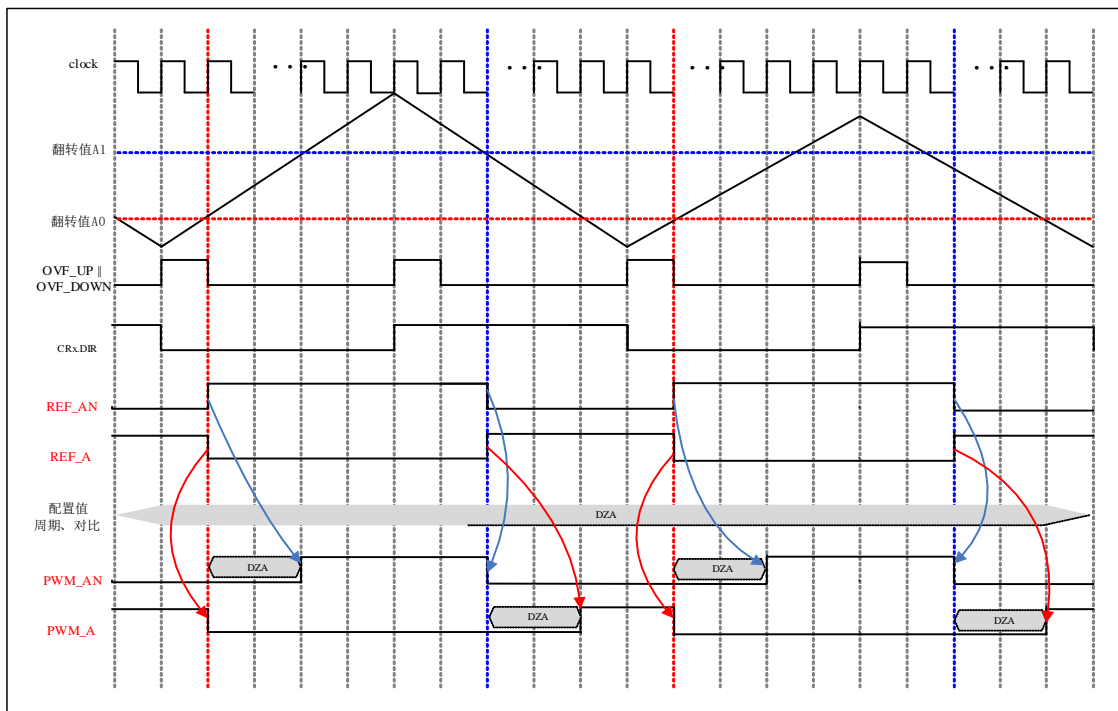 clock
翻转值A1
翻转值A0
OVF_UP ||
OVF_DOWN
CRx.DIR
REF_AN
REF_A
配置值
周期、对比
DZA
DZA
DZA
PWM_AN
DZA
DZA
PWM_A